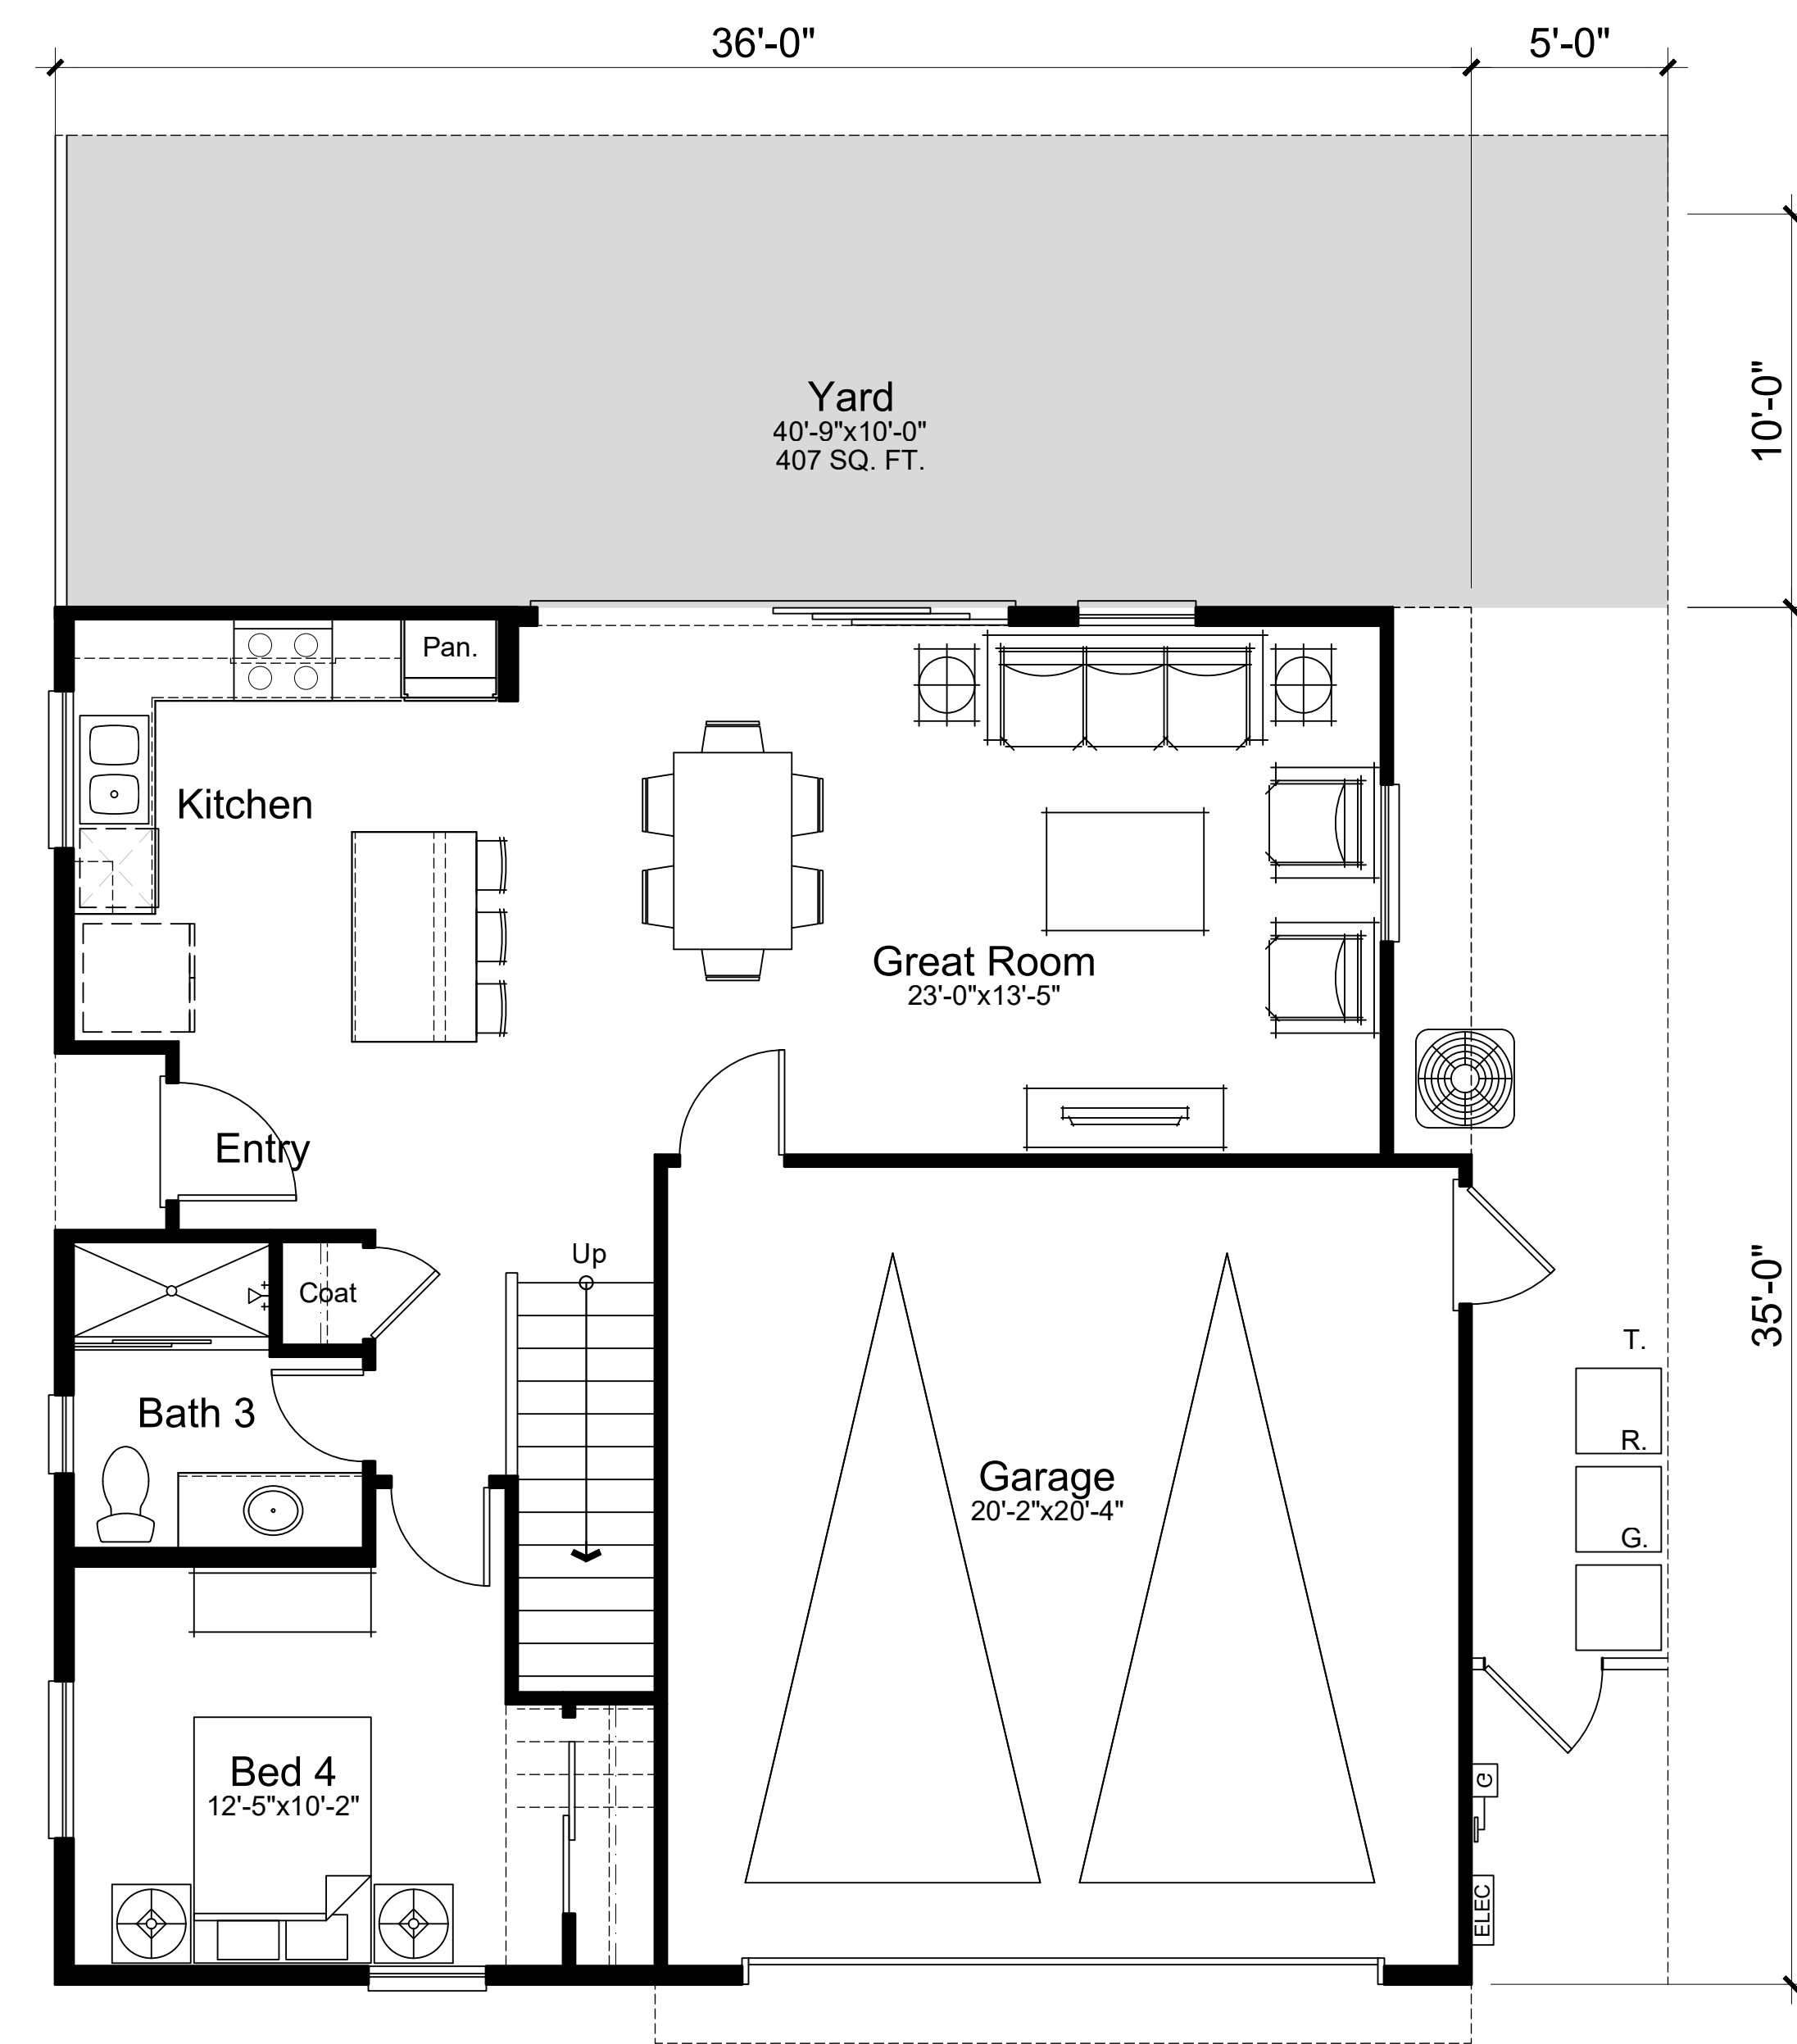 36'-0"
5'-0"
Yard
40'-9"x10'-0"
407 SQ. FT.
10'-0"
Pan.
Kitchen
Great Room
23'-0"x13'-5"
Entry
Up
Coat
35'-0"
T.
Bath 3
R.
Garage
20'-2"x20'-4"
G.
Bed 4
12'-5"x10'-2"
G
ELEC